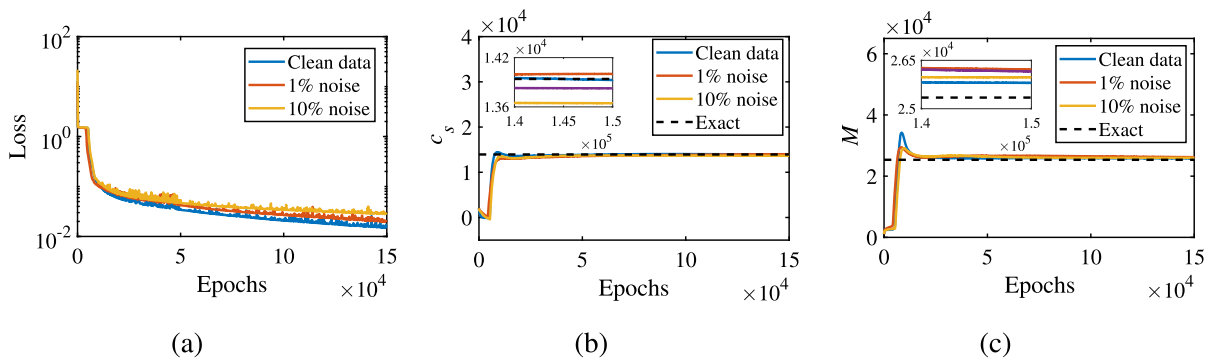 10^2
10^0
10^-2
Loss
Clean data
1% noise
10% noise
0
5
10
15
Epochs
×10^4
(a)
×10^4
4
3
2
1
0
c_s
×10^4
1.42
1.36
1.4
1.45
1.5
×10^5
Clean data
1% noise
10% noise
Exact
0
5
10
15
Epochs
×10^4
(b)
×10^4
6
4
2
0
M
×10^4
2.65
2.5
1.4
1.5
×10^5
Clean data
1% noise
10% noise
Exact
0
5
10
15
Epochs
×10^4
(c)